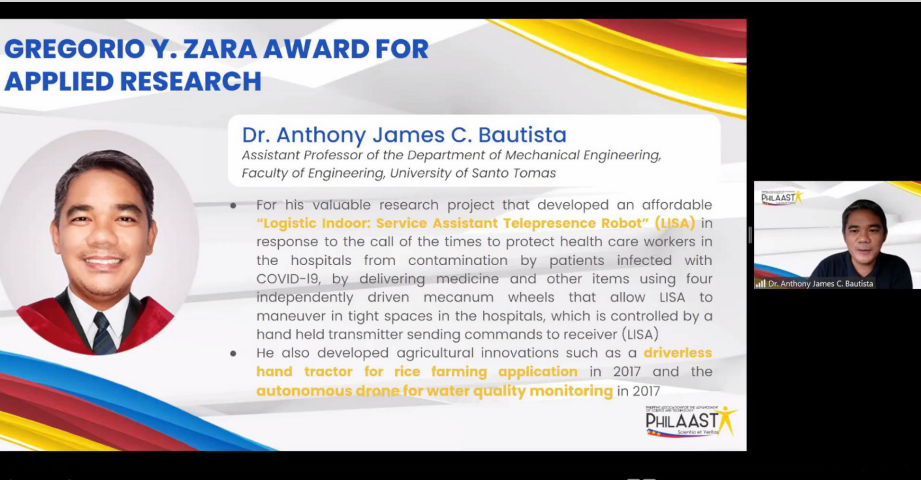 GREGORIO Y. ZARA AWARD FOR
APPLIED RESEARCH
Dr. Anthony James C. Bautista
Assistant Professor of the Department of Mechanical Engineering,
Faculty of Engineering, University of Santo Tomas
• For his valuable research project that developed an affordable
"Logistic Indoor: Service Assistant Telepresence Robot" (LISA) in
response to the call of the times to protect health care workers in
the hospitals from contamination by patients infected with
COVID-19, by delivering medicine and other items using four
independently driven mecanum wheels that allow LISA to
maneuver in tight spaces in the hospitals, which is controlled by a
hand held transmitter sending commands to receiver (LISA)
• He also developed agricultural innovations such as a driverless
hand tractor for rice farming application in 2017 and the
autonomous drone for water quality monitoring in 2017
PHILAAST
Scientia et Veritas
PHILAAST
Dr. Anthony James C. Bautista